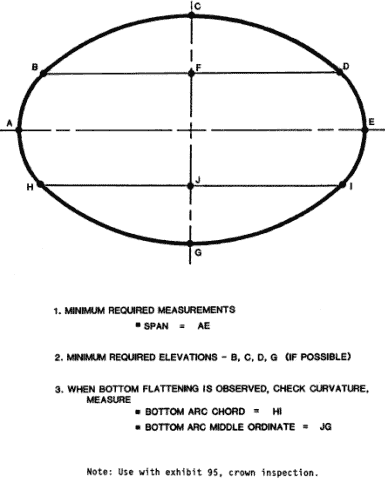 C
B F D
A E
H J I
G
1. MINIMUM REQUIRED MEASUREMENTS
■ SPAN = AE
2. MINIMUM REQUIRED ELEVATIONS - B, C, D, G (IF POSSIBLE)
3. WHEN BOTTOM FLATTENING IS OBSERVED, CHECK CURVATURE,
MEASURE
■ BOTTOM ARC CHORD = HI
■ BOTTOM ARC MIDDLE ORDINATE = JG
Note: Use with exhibit 95, crown inspection.